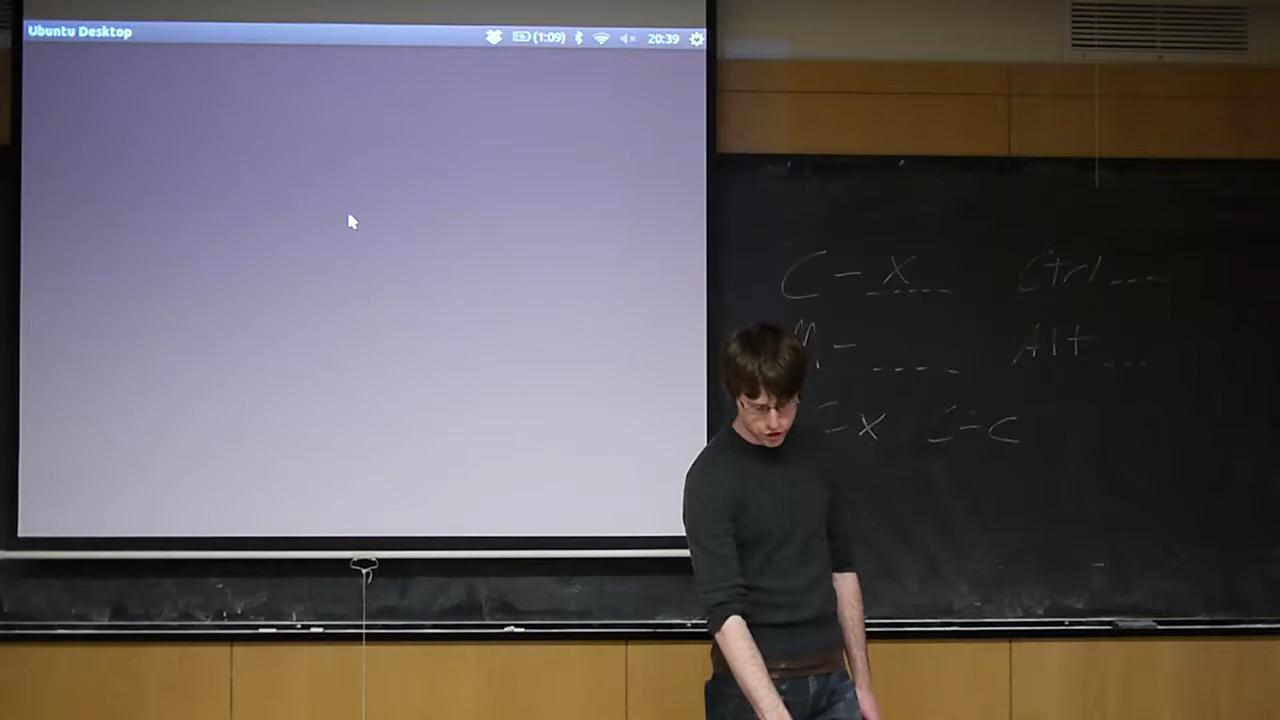 Ubuntu Desktop (1:09) 20:39
C - x Ctrl ---
M - ---- Alt ---
- x C - c